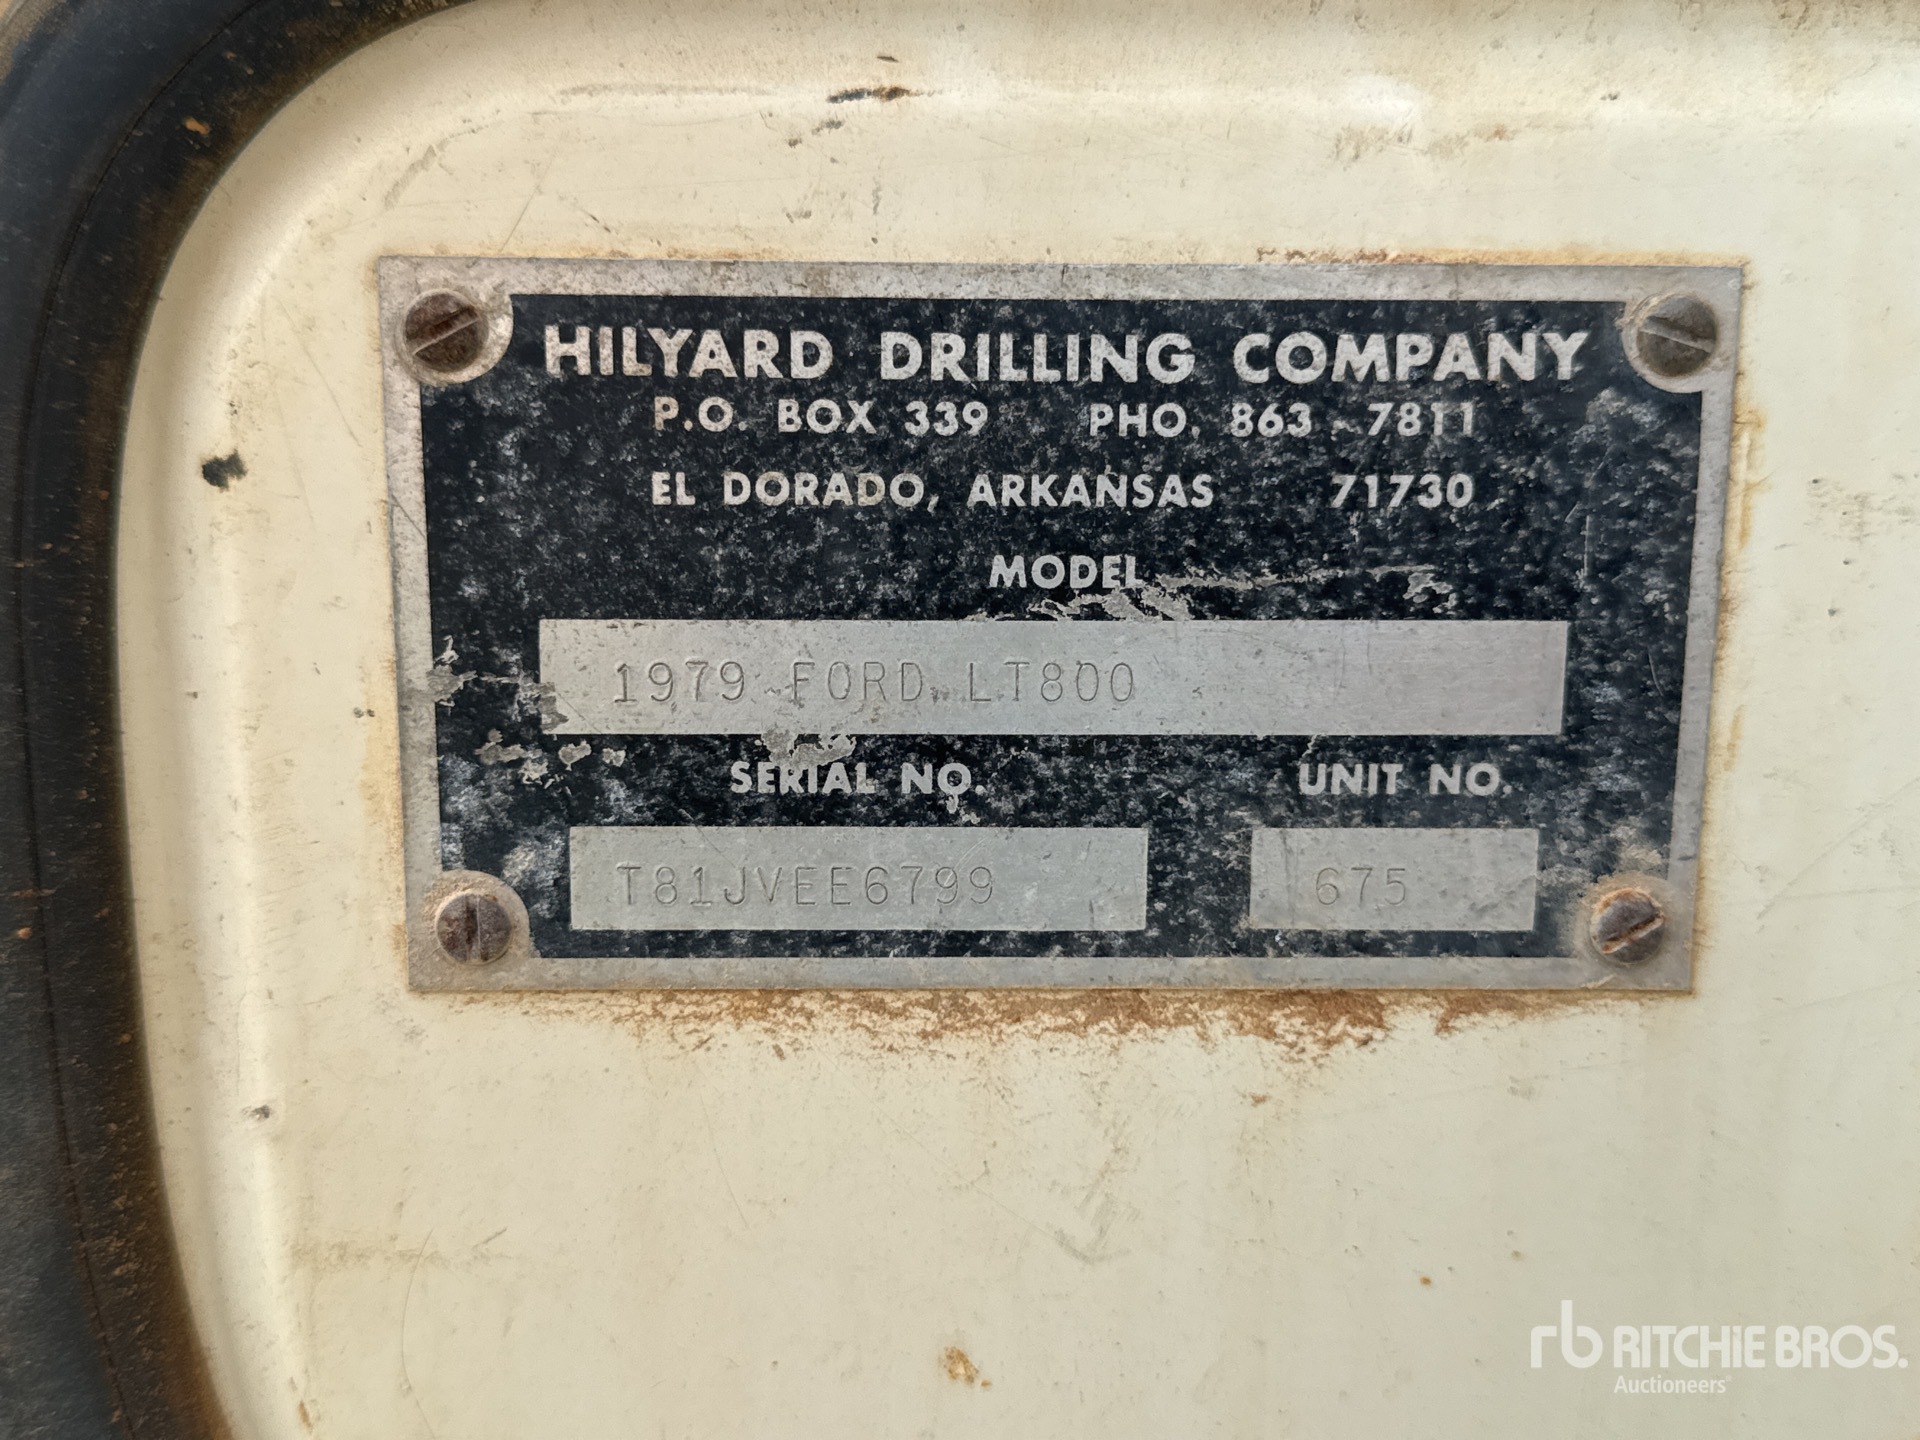 HILYARD DRILLING COMPANY
P.O. BOX 339 PHO. 863-7811
EL DORADO, ARKANSAS 71730
MODEL
1979 FORD LT800
SERIAL NO. UNIT NO.
T81JVEE6799 675
rb RITCHIE BROS.
Auctioneers